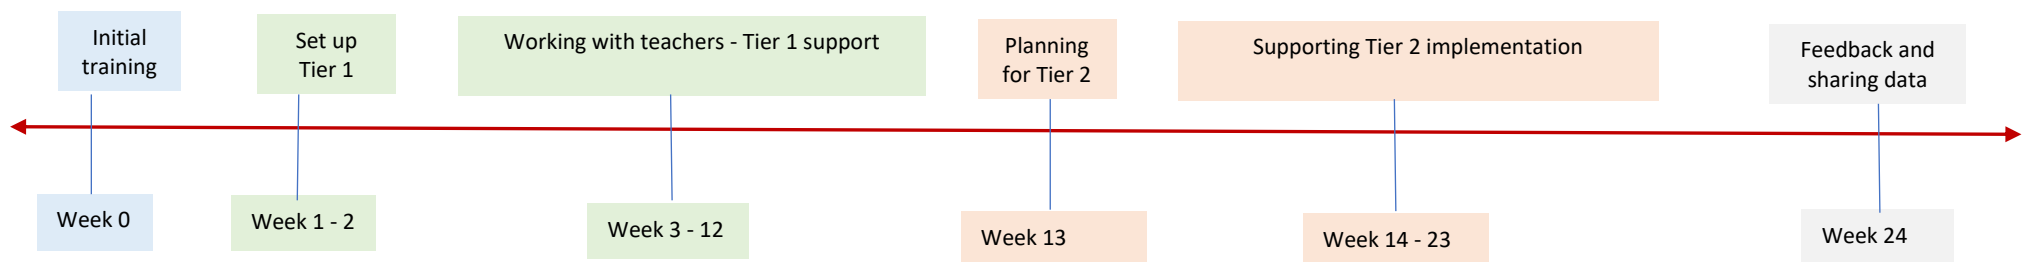 Initial
training
Set up
Tier 1
Working with teachers - Tier 1 support
Planning
for Tier 2
Supporting Tier 2 implementation
Feedback and
sharing data
Week 0
Week 1 - 2
Week 3 - 12
Week 13
Week 14 - 23
Week 24